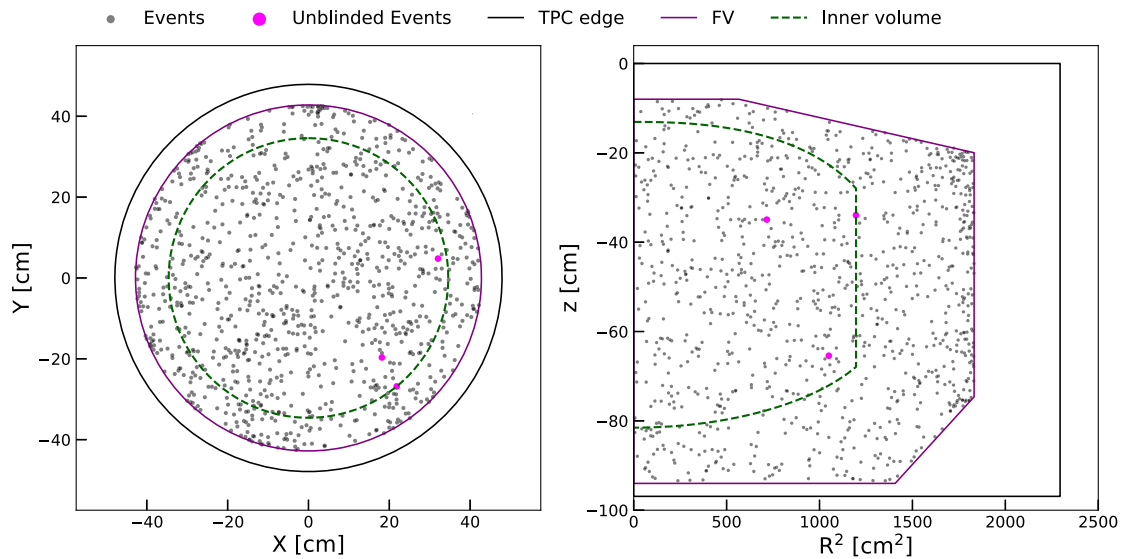 Events Unblinded Events TPC edge FV Inner volume
40
20
0
−20
−40
Y [cm]
−40 −20 0 20 40
X [cm]
0
−20
−40
−60
−80
−100
z [cm]
0 500 1000 1500 2000 2500
R² [cm²]